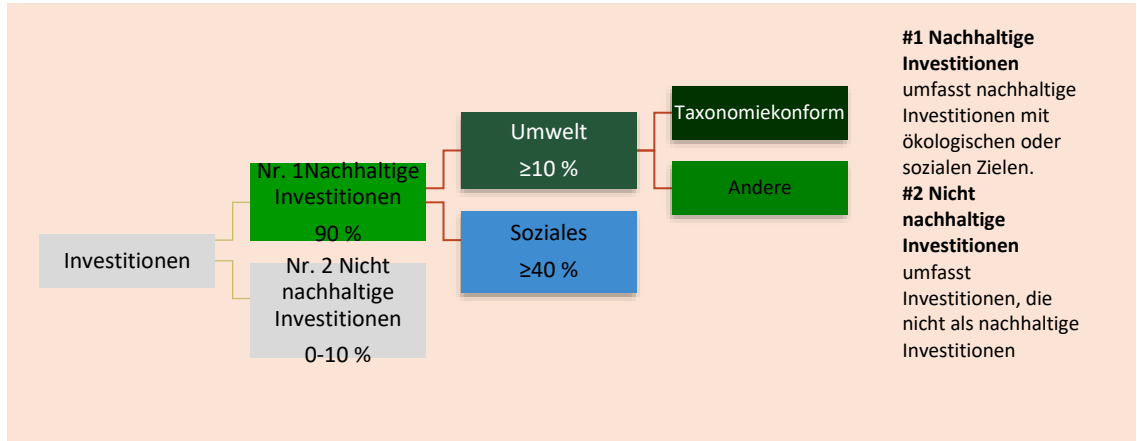 Investitionen
Nr. 1Nachhaltige
Investitionen
90 %
Nr. 2 Nicht
nachhaltige
Investitionen
0-10 %
Umwelt
≥10 %
Soziales
≥40 %
Taxonomiekonform
Andere
#1 Nachhaltige
Investitionen
umfasst nachhaltige
Investitionen mit
ökologischen oder
sozialen Zielen.
#2 Nicht
nachhaltige
Investitionen
umfasst
Investitionen, die
nicht als nachhaltige
Investitionen